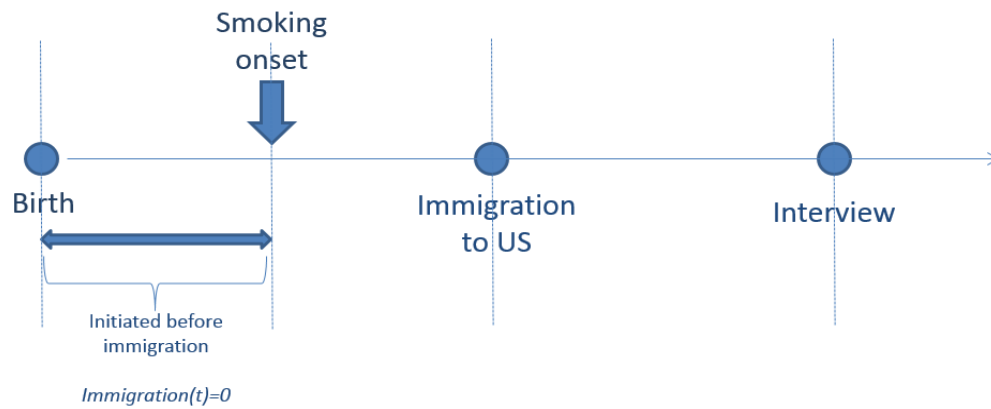 Smoking
onset
Birth
Immigration
to US
Interview
Initiated before
immigration
Immigration(t)=0